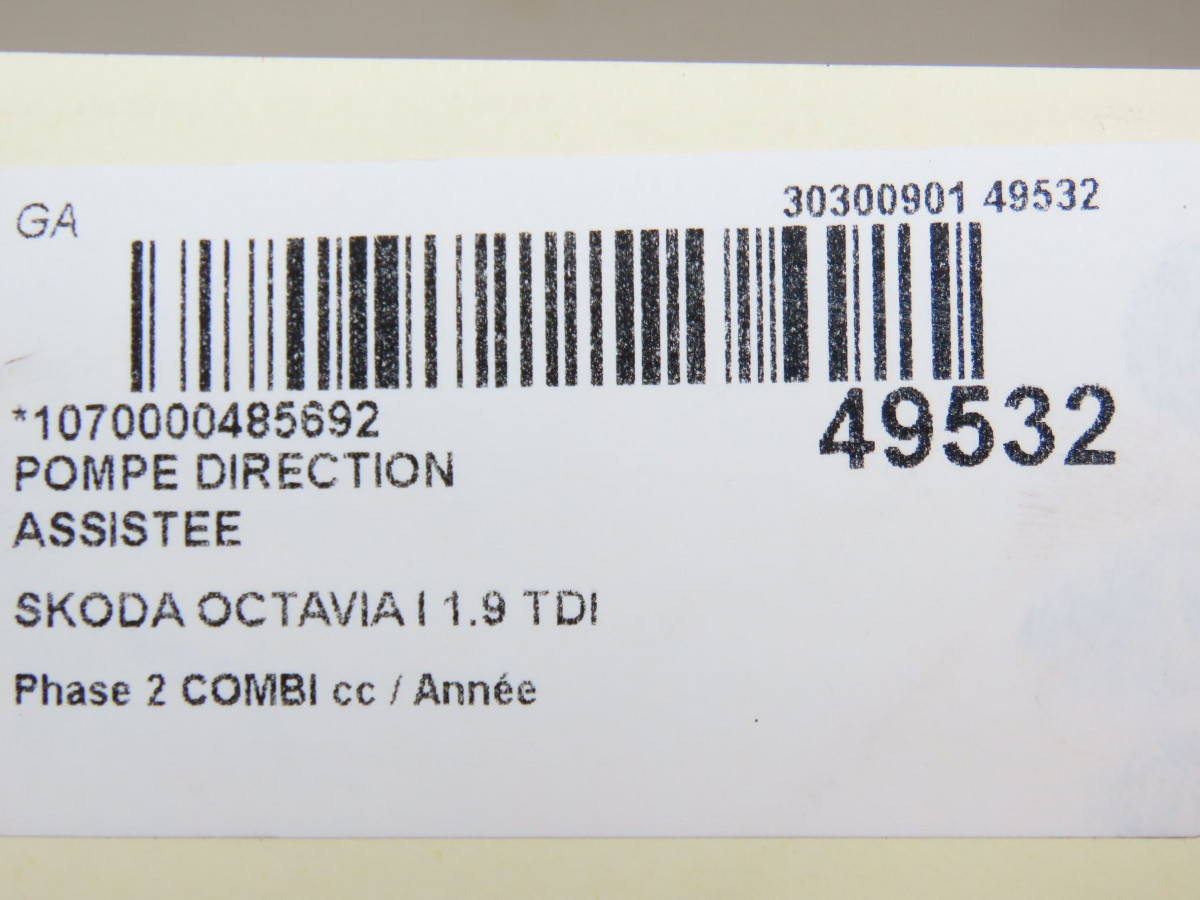 GA
30300901 49532
*1070000485692
49532
POMPE DIRECTION
ASSISTEE
SKODA OCTAVIA I 1.9 TDI
Phase 2 COMBI cc / Année